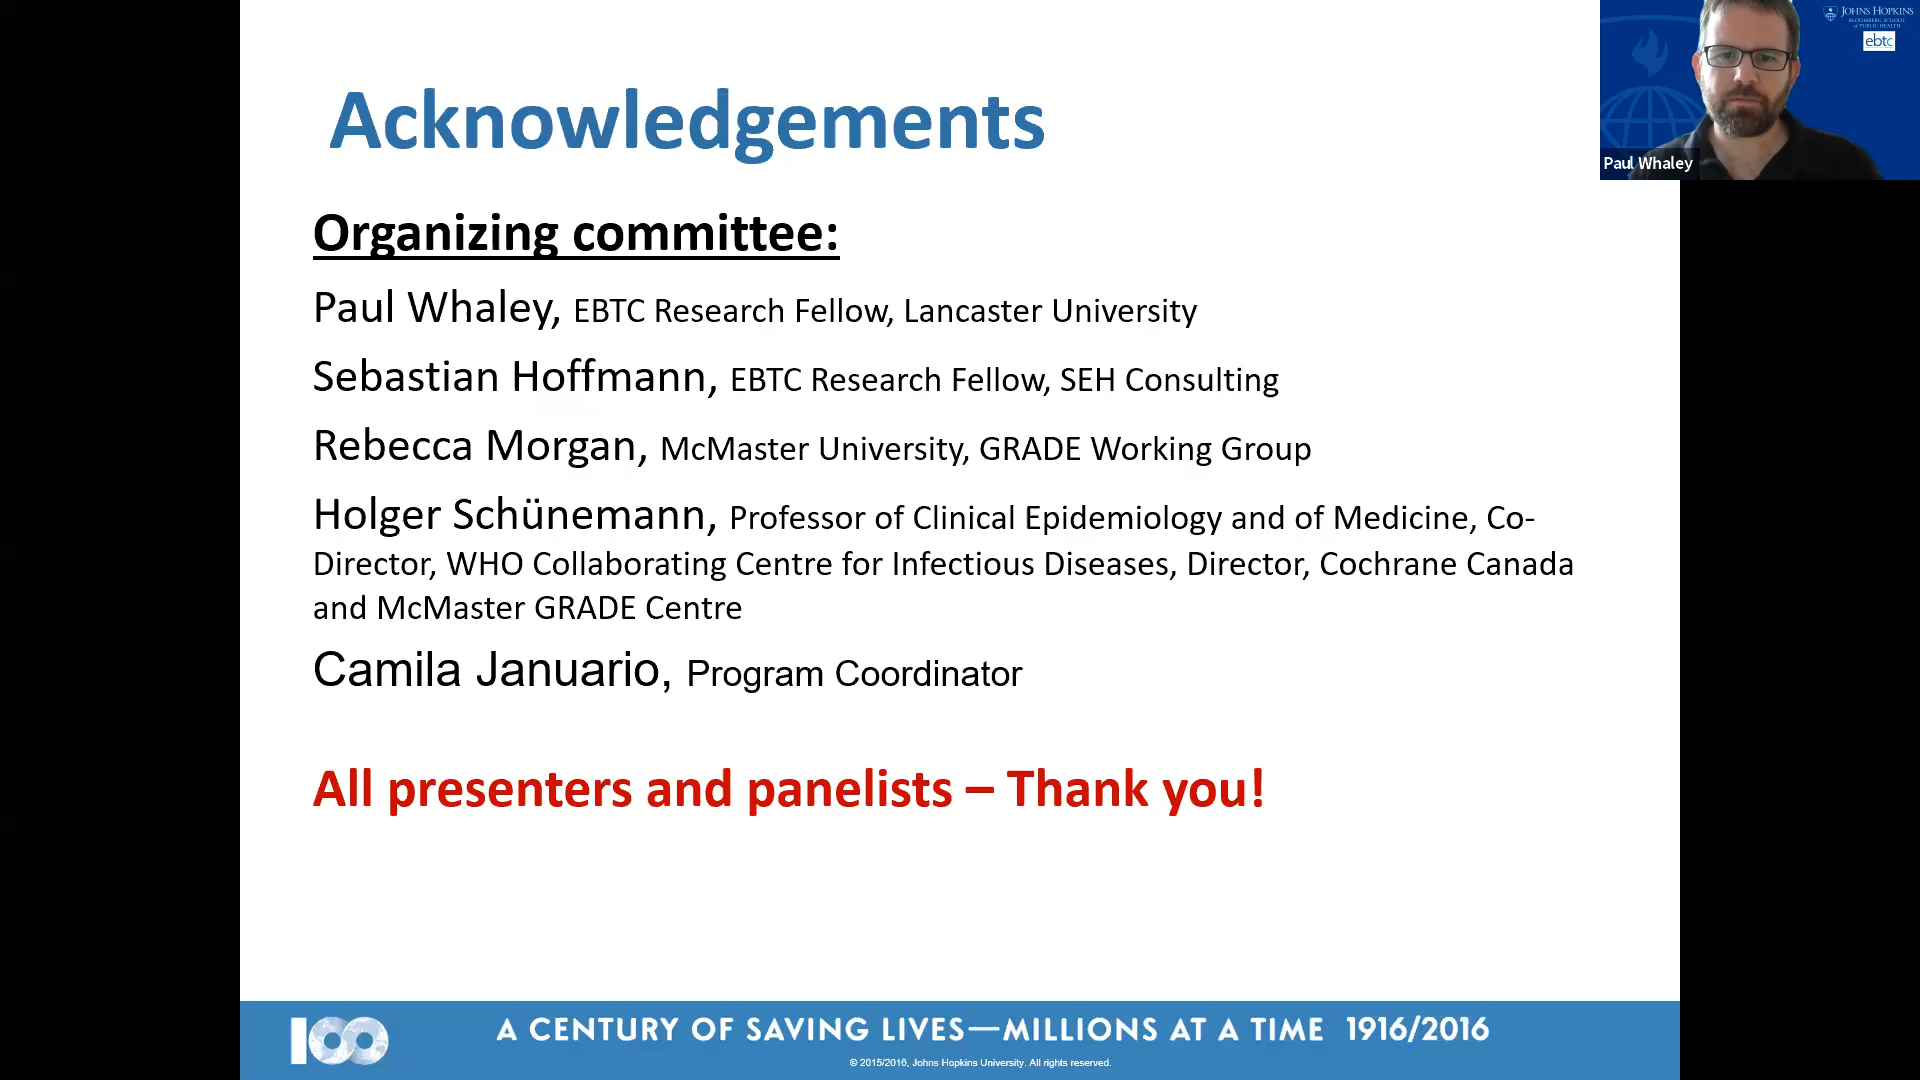 Acknowledgements
Organizing committee:
Paul Whaley, EBTC Research Fellow, Lancaster University
Sebastian Hoffmann, EBTC Research Fellow, SEH Consulting
Rebecca Morgan, McMaster University, GRADE Working Group
Holger Schünemann, Professor of Clinical Epidemiology and of Medicine, Co-
Director, WHO Collaborating Centre for Infectious Diseases, Director, Cochrane Canada
and McMaster GRADE Centre
Camila Januario, Program Coordinator
All presenters and panelists – Thank you!
100
A CENTURY OF SAVING LIVES—MILLIONS AT A TIME 1916/2016
© 2015/2016, Johns Hopkins University. All rights reserved.
JOHNS HOPKINS
BLOOMBERG SCHOOL
of PUBLIC HEALTH
ebtc
Paul Whaley